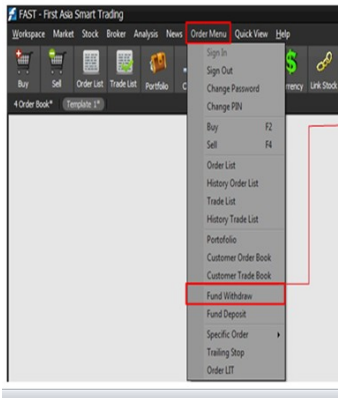 FAST - First Asia Smart Trading
Workspace Market Stock Broker Analysis News Order Menu Quick View Help
Buy Sell Order List Trade List Portfolio Link Stock
4 Order Book* Template 1*
Sign In
Sign Out
Change Password
Change PIN
Buy F2
Sell F4
Order List
History Order List
Trade List
History Trade List
Portofolio
Customer Order Book
Customer Trade Book
Fund Withdraw
Fund Deposit
Specific Order
Trailing Stop
Order LIT